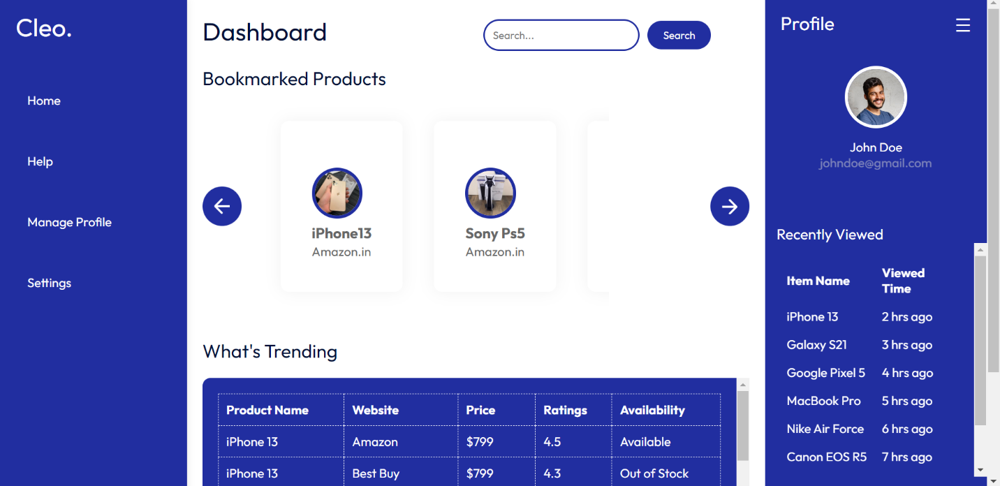 Cleo.
Home
Help
Manage Profile
Settings
Dashboard
Search...
Search
Bookmarked Products
iPhone13
Amazon.in
Sony Ps5
Amazon.in
What's Trending
Product Name Website Price Ratings Availability
iPhone 13 Amazon $799 4.5 Available
iPhone 13 Best Buy $799 4.3 Out of Stock
Profile
John Doe
johndoe@gmail.com
Recently Viewed
Item Name Viewed
Time
iPhone 13 2 hrs ago
Galaxy S21 3 hrs ago
Google Pixel 5 4 hrs ago
MacBook Pro 5 hrs ago
Nike Air Force 6 hrs ago
Canon EOS R5 7 hrs ago